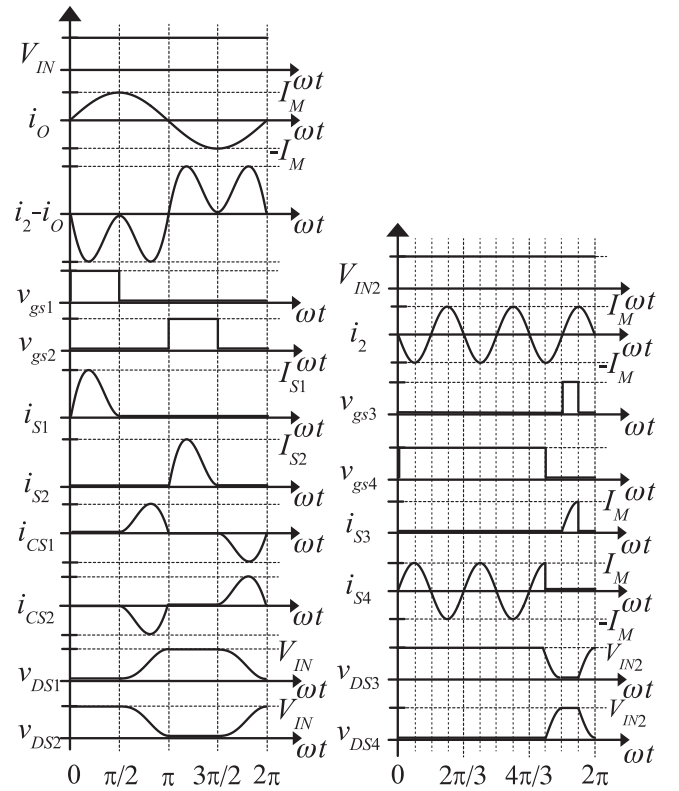 V_IN
ωt
I_M
i_O
ωt
-I_M
i_2-i_O
ωt
v_gs1
ωt
v_gs2
ωt
I_S1
i_S1
ωt
I_S2
i_S2
ωt
i_CS1
ωt
i_CS2
ωt
V_IN
v_DS1
ωt
V_IN
v_DS2
ωt
0 π/2 π 3π/2 2π
V_IN2
ωt
I_M
i_2
-I_M
ωt
v_gs3
ωt
v_gs4
ωt
I_M
i_S3
ωt
I_M
i_S4
-I_M
ωt
V_IN2
v_DS3
ωt
V_IN2
v_DS4
ωt
0 2π/3 4π/3 2π